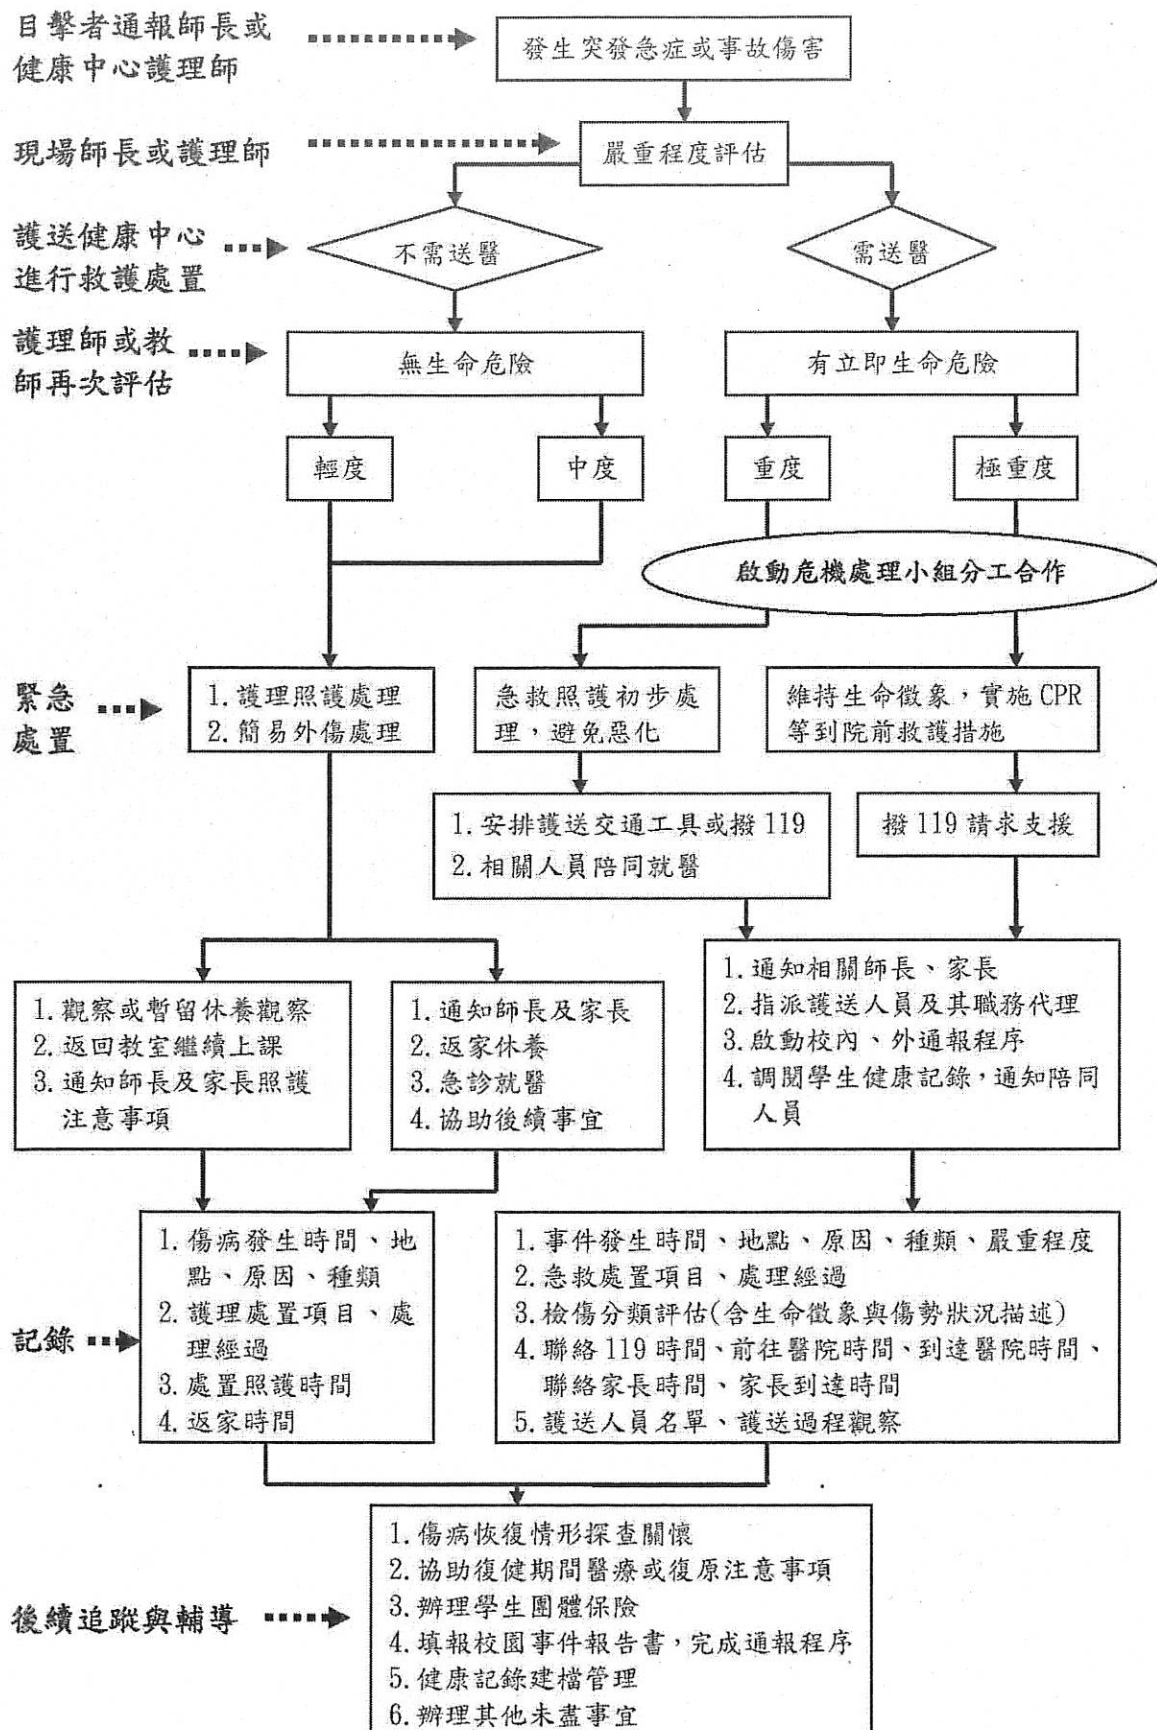 目擊者通報師長或
健康中心護理師
發生突發急症或事故傷害
現場師長或護理師
嚴重程度評估
護送健康中心
進行救護處置
不需送醫
需送醫
護理師或教
師再次評估
無生命危險
有立即生命危險
輕度
中度
重度
極重度
啟動危機處理小組分工合作
緊急
處置
1. 護理照護處理
2. 簡易外傷處理
急救照護初步處
理，避免惡化
維持生命徵象，實施 CPR
等到院前救護措施
1. 安排護送交通工具或撥 119
2. 相關人員陪同就醫
撥 119 請求支援
1. 觀察或暫留休養觀察
2. 返回教室繼續上課
3. 通知師長及家長照護
注意事項
1. 通知師長及家長
2. 返家休養
3. 急診就醫
4. 協助後續事宜
1. 通知相關師長、家長
2. 指派護送人員及其職務代理
3. 啟動校內、外通報程序
4. 調閱學生健康記錄，通知陪同
人員
記錄
1. 傷病發生時間、地
點、原因、種類
2. 護理處置項目、處
理經過
3. 處置照護時間
4. 返家時間
1. 事件發生時間、地點、原因、種類、嚴重程度
2. 急救處置項目、處理經過
3. 檢傷分類評估(含生命徵象與傷勢狀況描述)
4. 聯絡 119 時間、前往醫院時間、到達醫院時間、
聯絡家長時間、家長到達時間
5. 護送人員名單、護送過程觀察
後續追蹤與輔導
1. 傷病恢復情形探查關懷
2. 協助復健期間醫療或復原注意事項
3. 辦理學生團體保險
4. 填報校園事件報告書，完成通報程序
5. 健康記錄建檔管理
6. 辦理其他未盡事宜